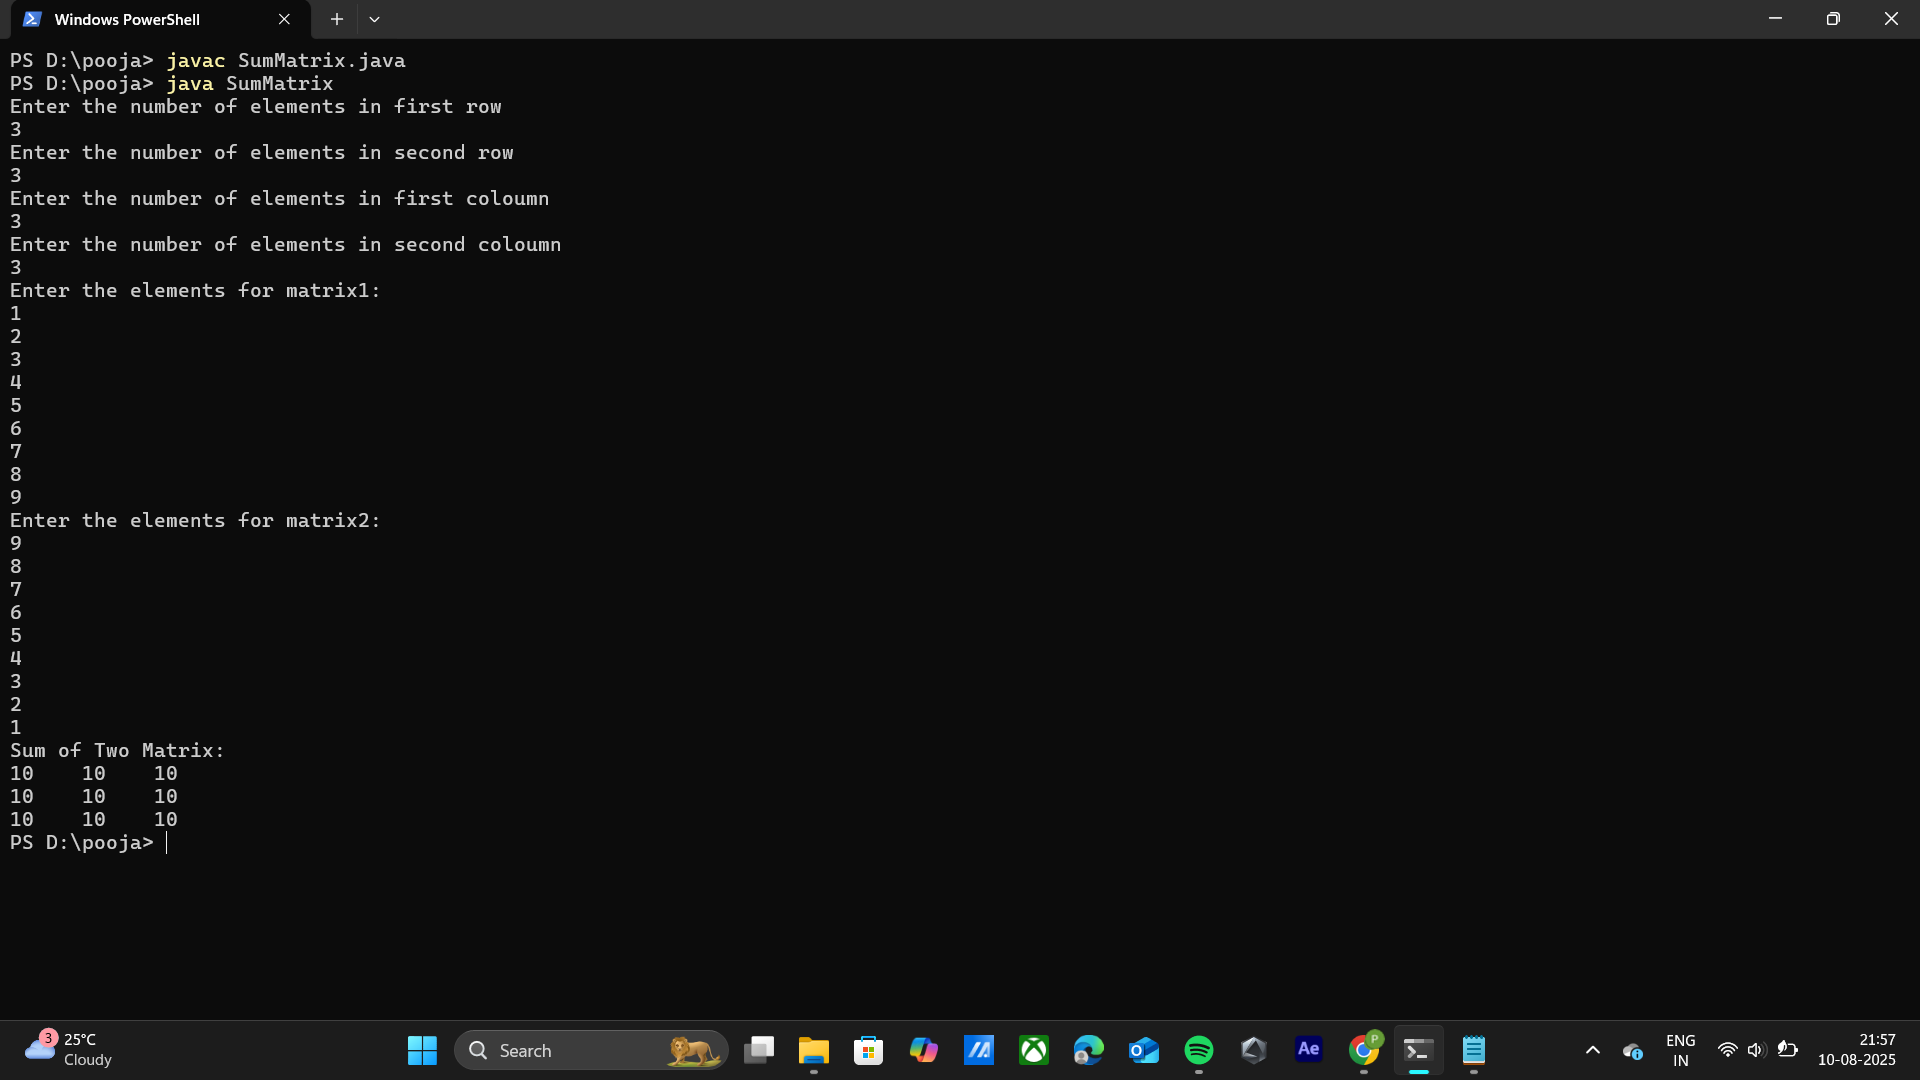 Windows PowerShell
PS D:\pooja> javac SumMatrix.java
PS D:\pooja> java SumMatrix
Enter the number of elements in first row
3
Enter the number of elements in second row
3
Enter the number of elements in first coloumn
3
Enter the number of elements in second coloumn
3
Enter the elements for matrix1:
1
2
3
4
5
6
7
8
9
Enter the elements for matrix2:
9
8
7
6
5
4
3
2
1
Sum of Two Matrix:
10    10    10
10    10    10
10    10    10
PS D:\pooja>
3
25°C
Cloudy
Search
Ae
P
ENG
IN
21:57
10-08-2025